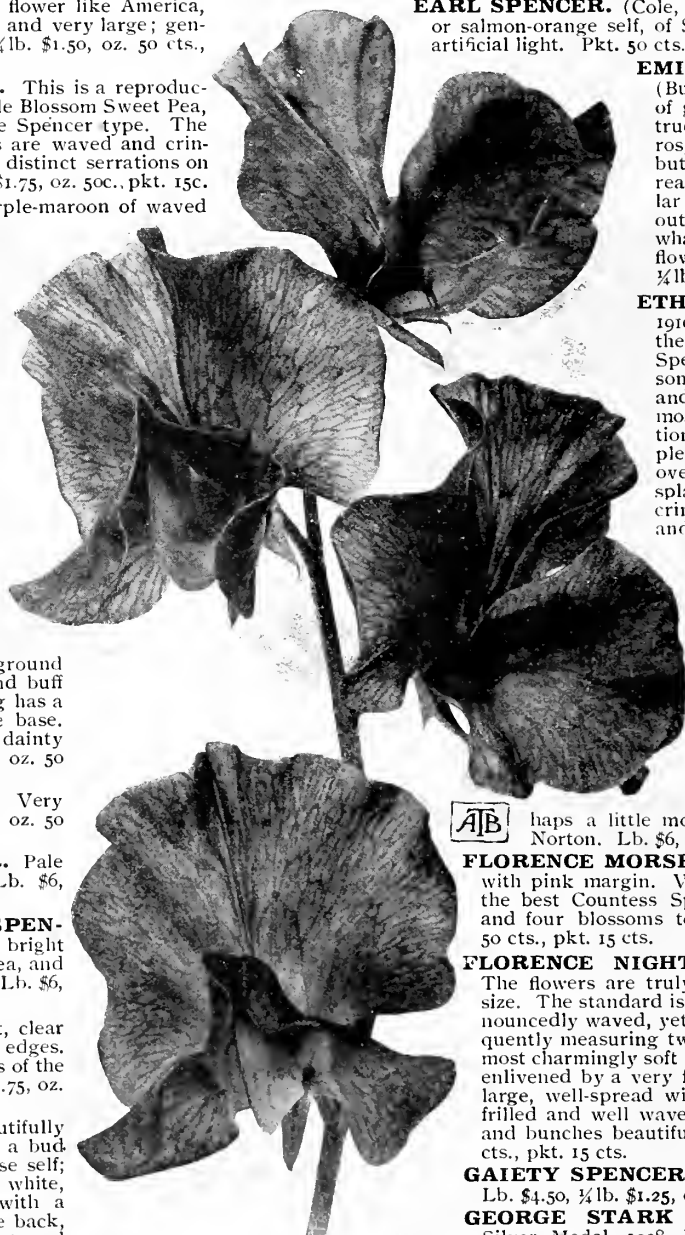 flower like America,
and very large; gen-
¼lb. $1.50, oz. 50 cts.,
This is a reproduc-
Blossom Sweet Pea,
Spencer type. The
are waved and crin-
distinct serrations on
$1.75, oz. 50c., pkt. 15c.
rple-maroon of waved
ground
nd buff
has a
base.
dainty
oz. 50
Very
oz. 50
Pale
Lb. $6,
SPEN-
bright
ea, and
Lb. $6,
clear
edges.
s of the
.75, oz.
utifully
a bud.
se self;
white,
with a
e back,
EARL SPENCER. (Cole,
or salmon-orange self, of S
artificial light. Pkt. 50 cts.
EMI
(Bu
of g
tru
ros
but
rea
lar
out
wha
flov
¼lb
ETH
1910
the
Spe
son
and
mo
tion
ple
ove
spla
crin
and
ATB
haps a little mo
Norton. Lb. $6,
FLORENCE MORSE
with pink margin. V
the best Countess Sp
and four blossoms to
50 cts., pkt. 15 cts.
FLORENCE NIGHT
The flowers are truly
size. The standard is
nouncedly waved, yet
quently measuring tw
most charmingly soft
enlivened by a very f
large, well-spread wi
frilled and well wave
and bunches beautifu
cts., pkt. 15 cts.
GAIETY SPENCER
Lb. $4.50, ¼lb. $1.25,
GEORGE STARK